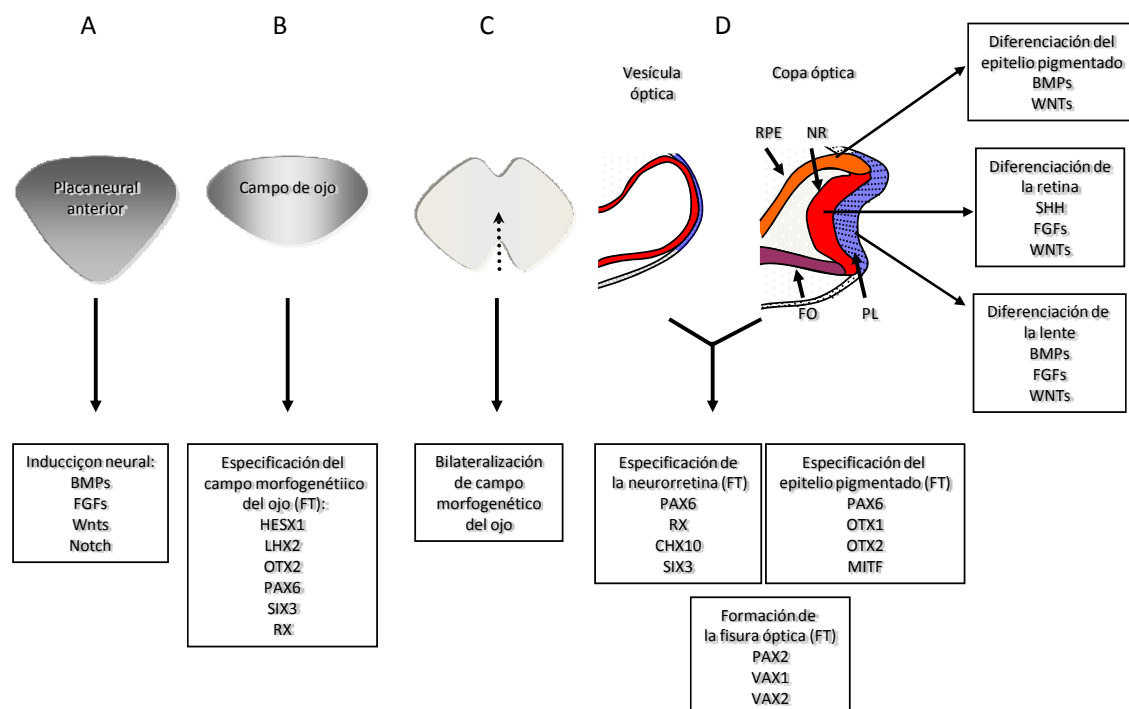 A
B
C
D
Placa neural
anterior
Campo de ojo
Vesícula
óptica
Copa óptica
RPE
NR
FO
PL
Diferenciación del
epitelio pigmentado
BMPs
WNTs
Diferenciación de
la retina
SHH
FGFs
WNTs
Diferenciación de
la lente
BMPs
FGFs
WNTs
Inducciçon neural:
BMPs
FGFs
Wnts
Notch
Especificación del
campo morfogenétiico
del ojo (FT):
HESX1
LHX2
OTX2
PAX6
SIX3
RX
Bilateralización
de campo
morfogenético
del ojo
Especificación de
la neurorretina (FT)
PAX6
RX
CHX10
SIX3
Especificación del
epitelio pigmentado (FT)
PAX6
OTX1
OTX2
MITF
Formación de
la fisura óptica (FT)
PAX2
VAX1
VAX2